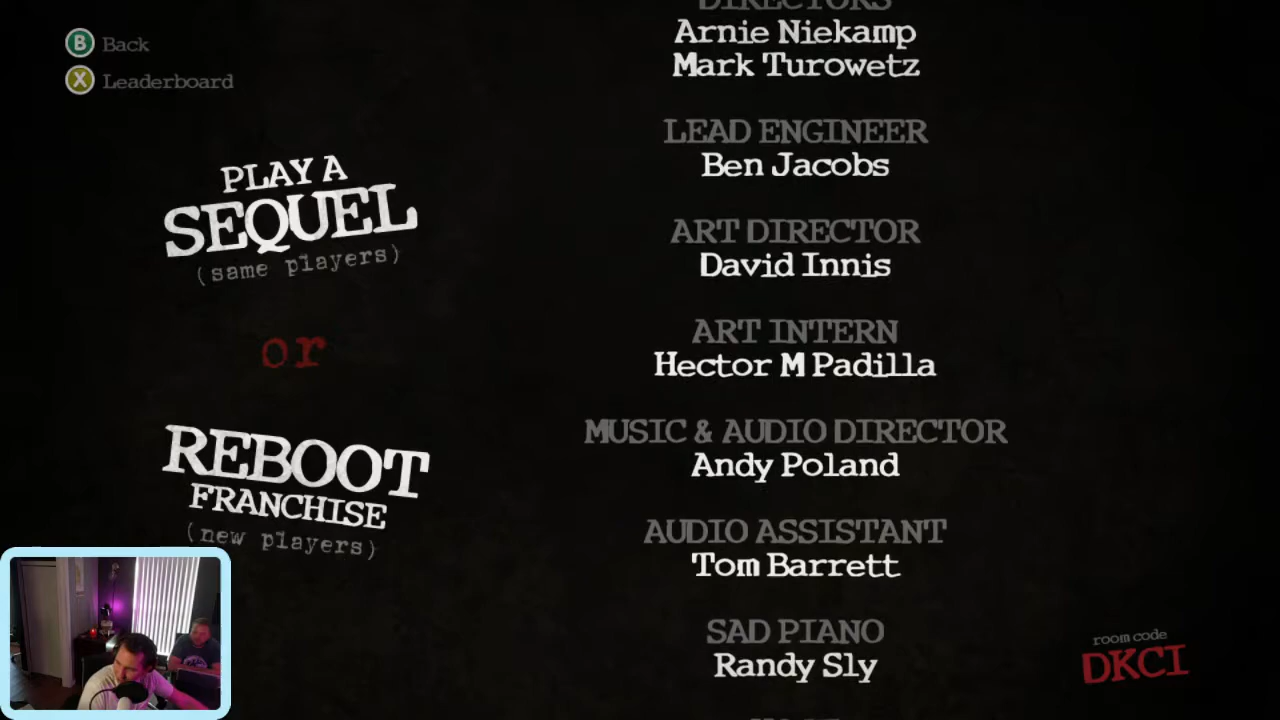 B Back
X Leaderboard
PLAY A
SEQUEL
(same players)
or
REBOOT
FRANCHISE
(new players)
DIRECTORS
Arnie Niekamp
Mark Turowetz
LEAD ENGINEER
Ben Jacobs
ART DIRECTOR
David Innis
ART INTERN
Hector M Padilla
MUSIC & AUDIO DIRECTOR
Andy Poland
AUDIO ASSISTANT
Tom Barrett
SAD PIANO
Randy Sly
room code
DKCI